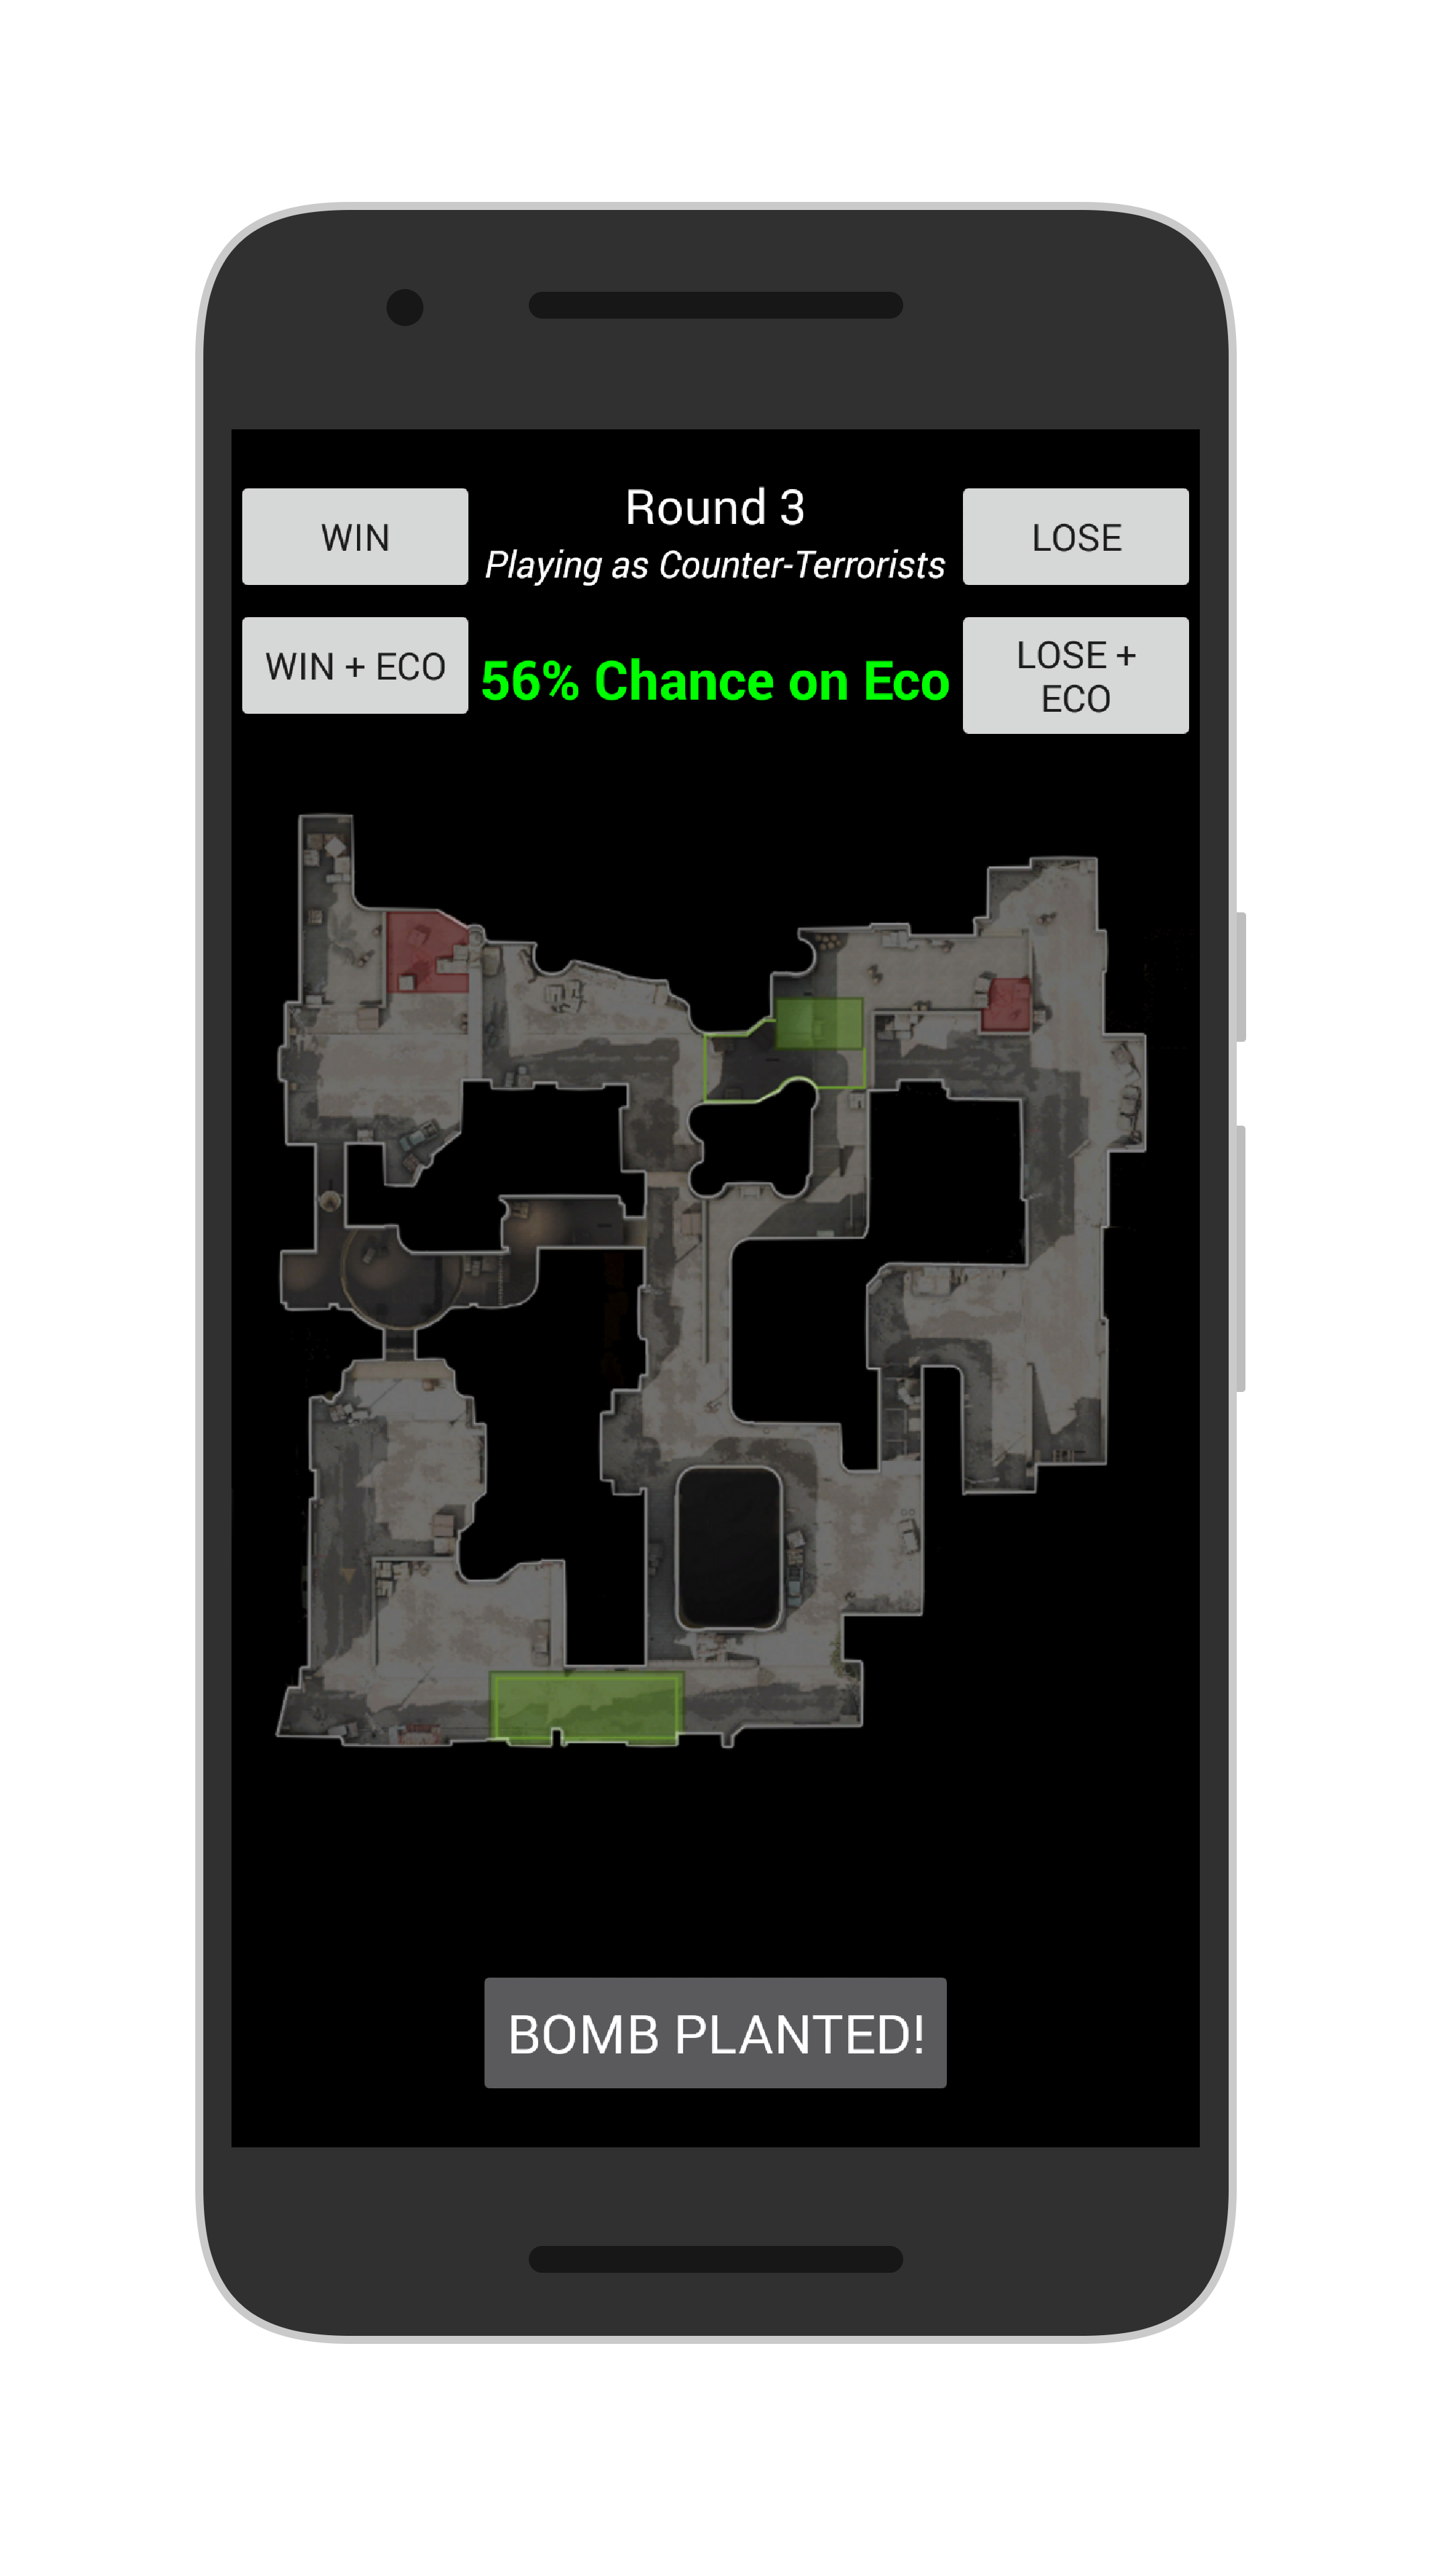 WIN
Round 3
LOSE
Playing as Counter-Terrorists
WIN + ECO
56% Chance on Eco
LOSE +
ECO
BOMB PLANTED!